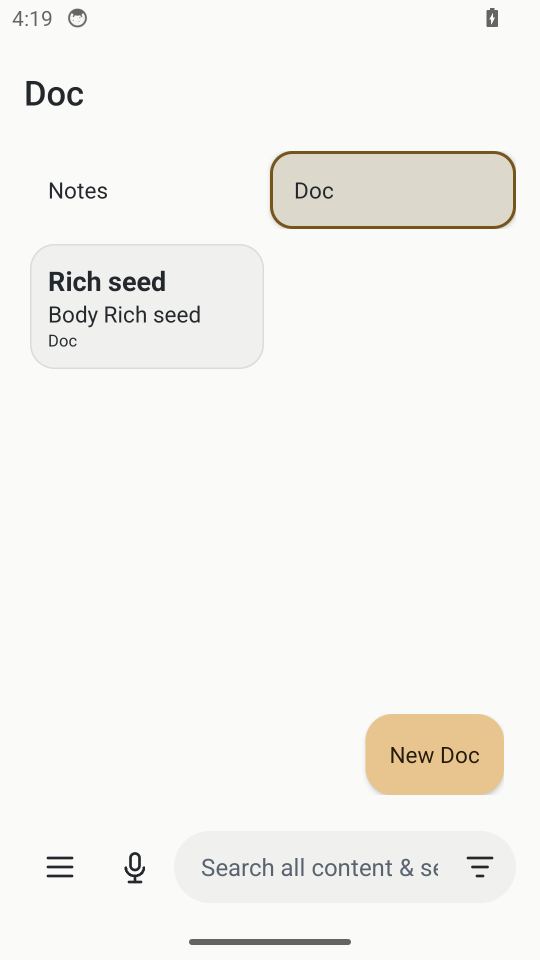 4:19
Doc
Notes
Doc
Rich seed
Body Rich seed
Doc
New Doc
Search all content & se